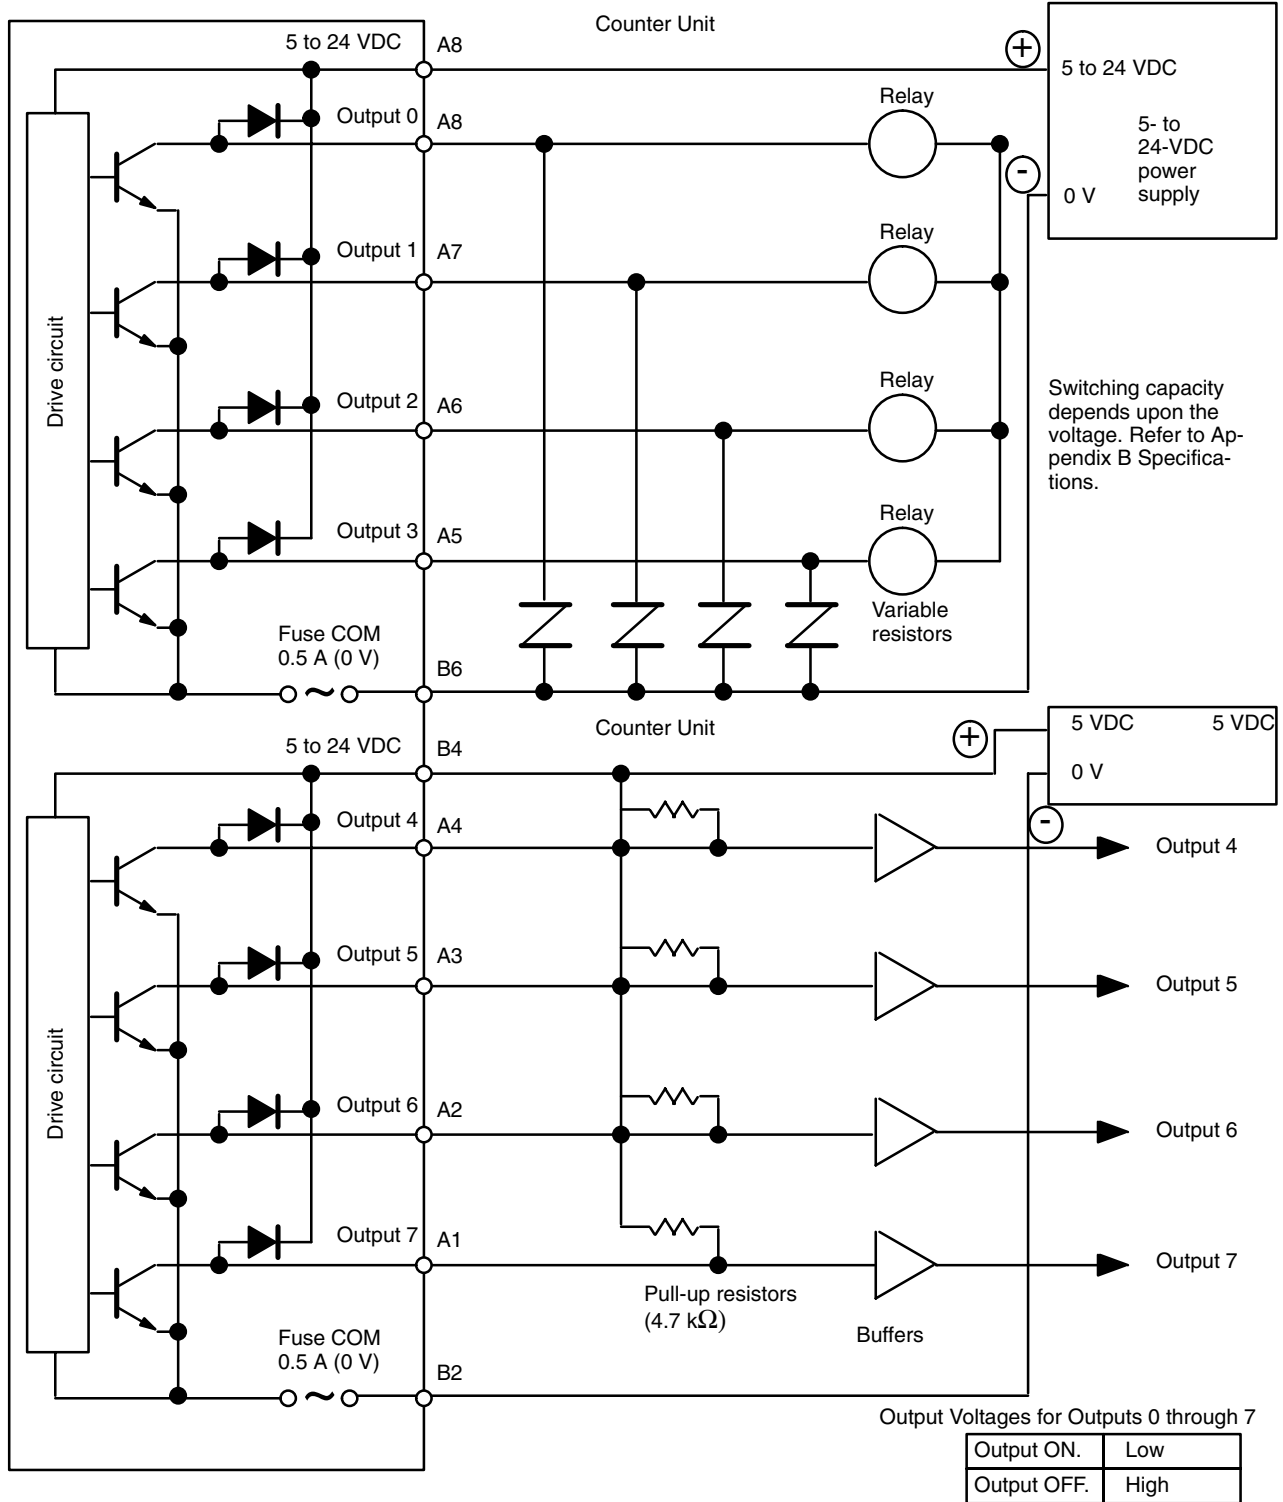 Counter Unit
5 to 24 VDC
A8
+
5 to 24 VDC
Output 0
A8
Relay
5- to
24-VDC
power
supply
-
0 V
Output 1
A7
Relay
Drive circuit
Output 2
A6
Relay
Switching capacity
depends upon the
voltage. Refer to Ap-
pendix B Specifica-
tions.
Output 3
A5
Relay
Variable
resistors
Fuse COM
0.5 A (0 V)
~
B6
Counter Unit
5 to 24 VDC
B4
+
5 VDC
5 VDC
0 V
-
Output 4
A4
Output 4
Output 5
A3
Output 5
Drive circuit
Output 6
A2
Output 6
Output 7
A1
Output 7
Pull-up resistors
(4.7 kΩ)
Buffers
Fuse COM
0.5 A (0 V)
~
B2
Output Voltages for Outputs 0 through 7
Output ON. Low
Output OFF. High